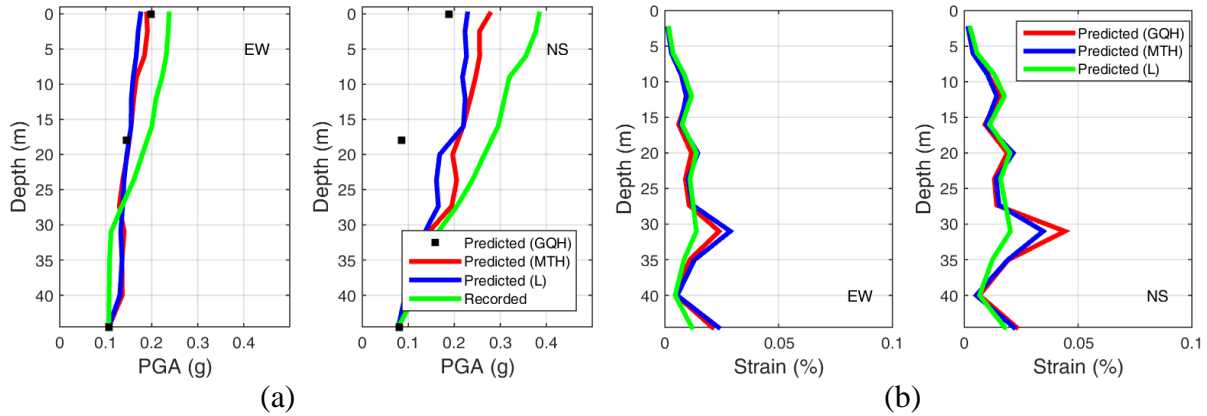 0
5
10
15
20
25
30
35
40
Depth (m)
EW
0 0.1 0.2 0.3 0.4
PGA (g)
0
5
10
15
20
25
30
35
40
Depth (m)
NS
Predicted (GQH)
Predicted (MTH)
Predicted (L)
Recorded
0 0.1 0.2 0.3 0.4
PGA (g)
(a)
0
5
10
15
20
25
30
35
40
Depth (m)
EW
0 0.05 0.1
Strain (%)
0
5
10
15
20
25
30
35
40
Depth (m)
Predicted (GQH)
Predicted (MTH)
Predicted (L)
NS
0 0.05 0.1
Strain (%)
(b)